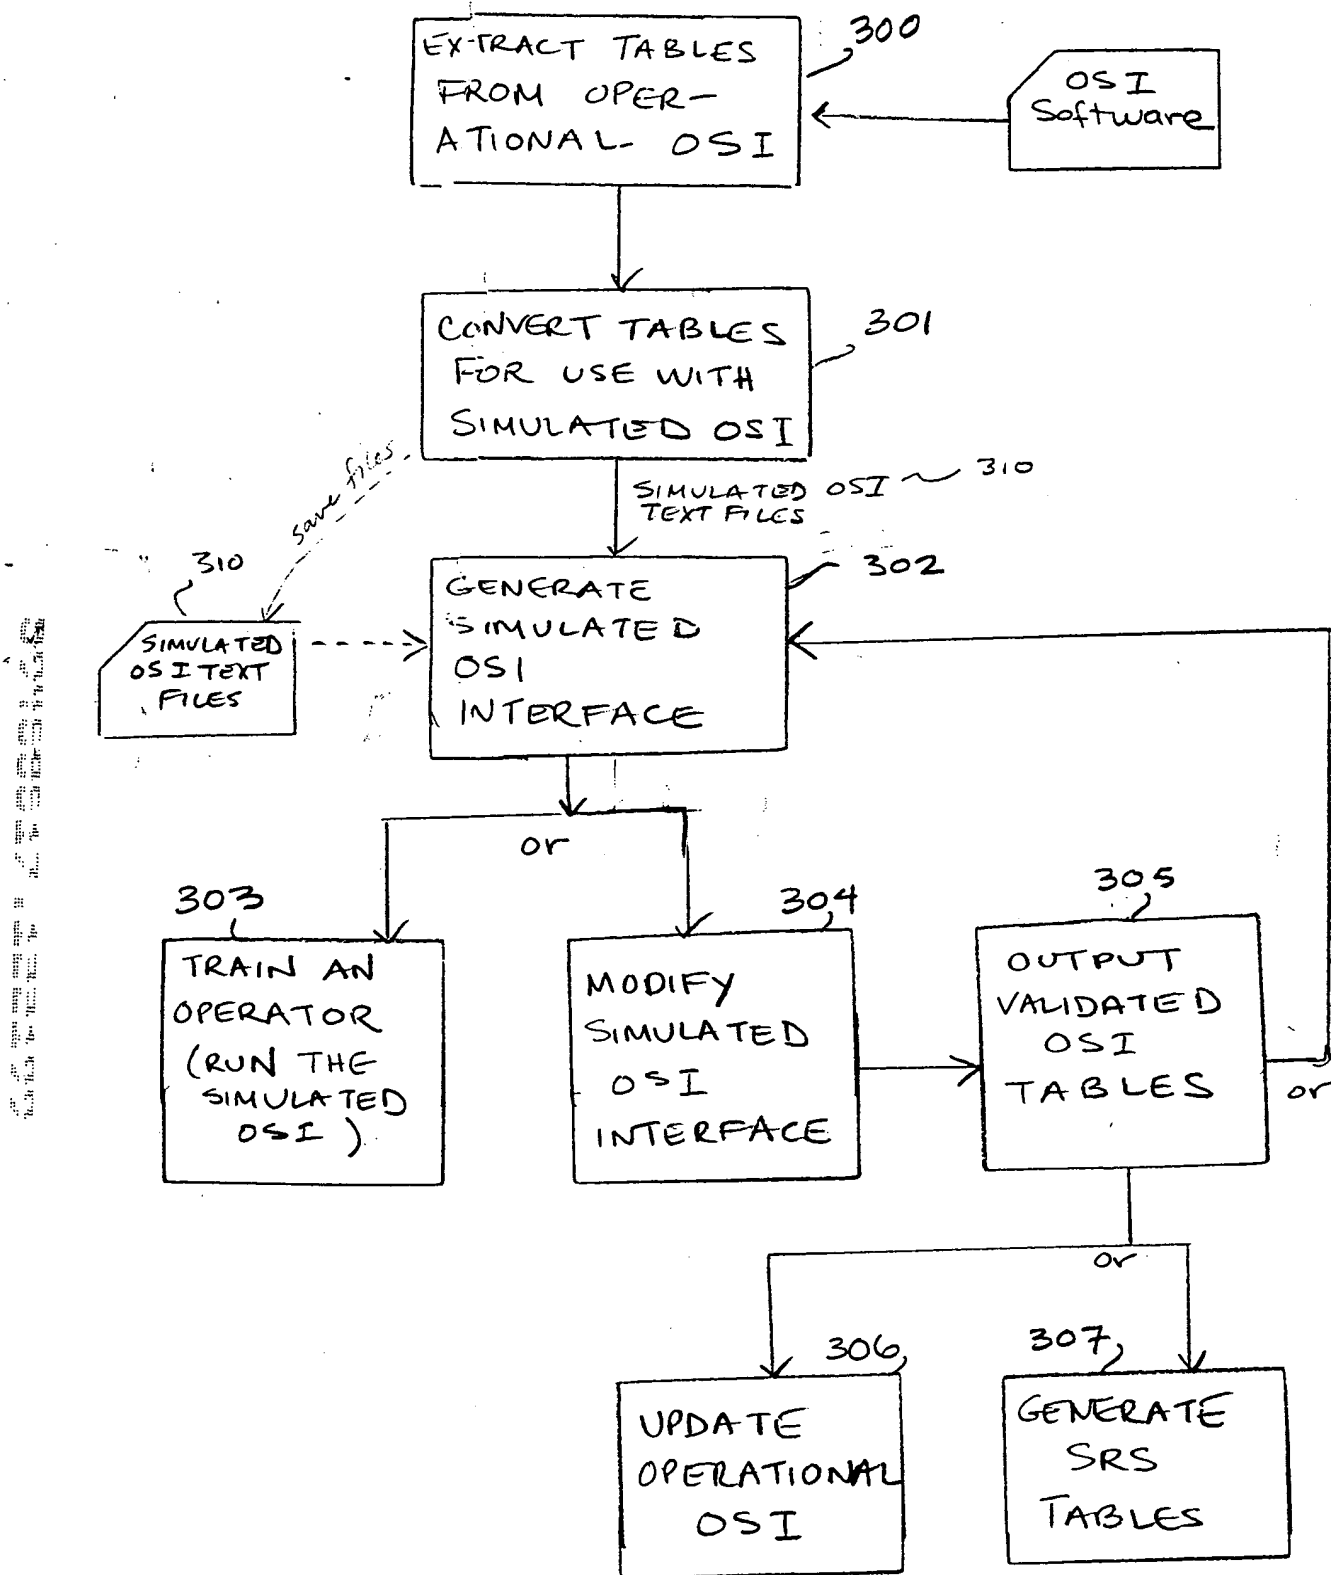 EXTRACT TABLES
FROM OPER-
ATIONAL OSI
300
OSI
Software
CONVERT TABLES
FOR USE WITH
SIMULATED OSI
301
save files
SIMULATED OSI
TEXT FILES
310
310
SIMULATED
OSI TEXT
FILES
GENERATE
SIMULATED
OSI
INTERFACE
302
or
303
TRAIN AN
OPERATOR
(RUN THE
SIMULATED
OSI)
304
MODIFY
SIMULATED
OSI
INTERFACE
305
OUTPUT
VALIDATED
OSI
TABLES
or
or
306
UPDATE
OPERATIONAL
OSI
307
GENERATE
SRS
TABLES